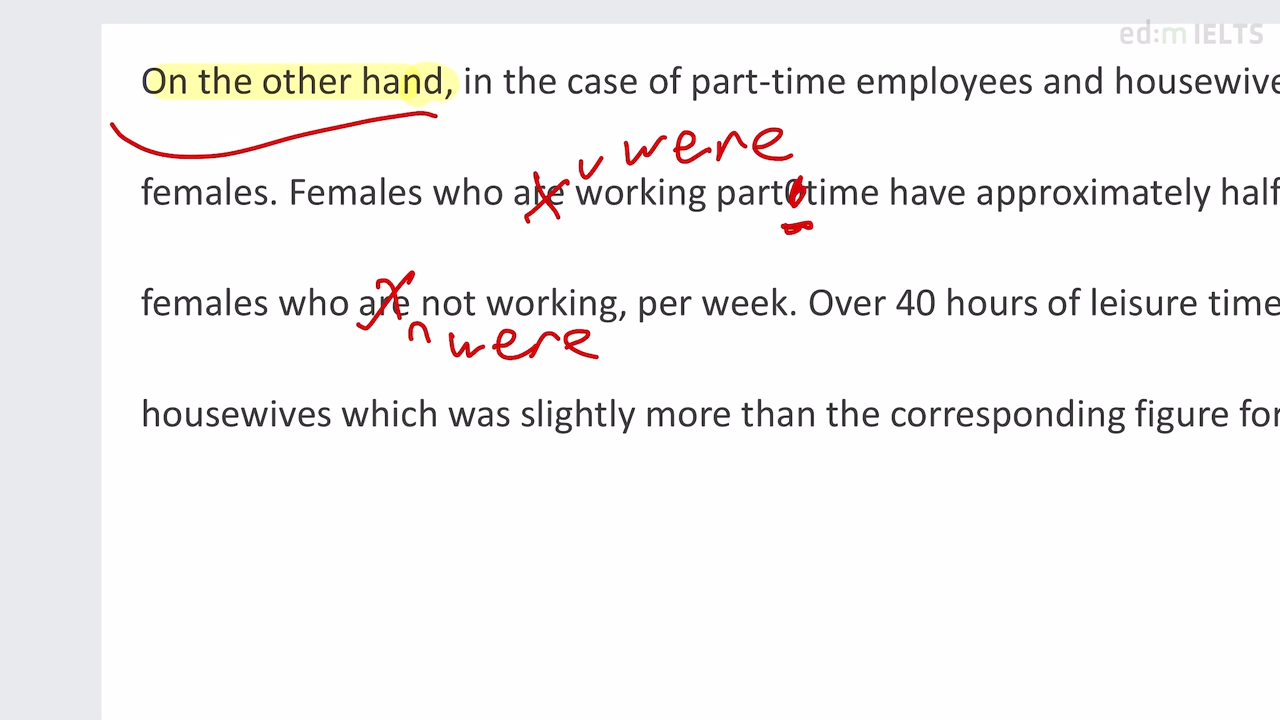 ed:m IELTS
On the other hand, in the case of part-time employees and housewive
were
females. Females who are working part0time have approximately half
females who are not working, per week. Over 40 hours of leisure time
were
housewives which was slightly more than the corresponding figure for